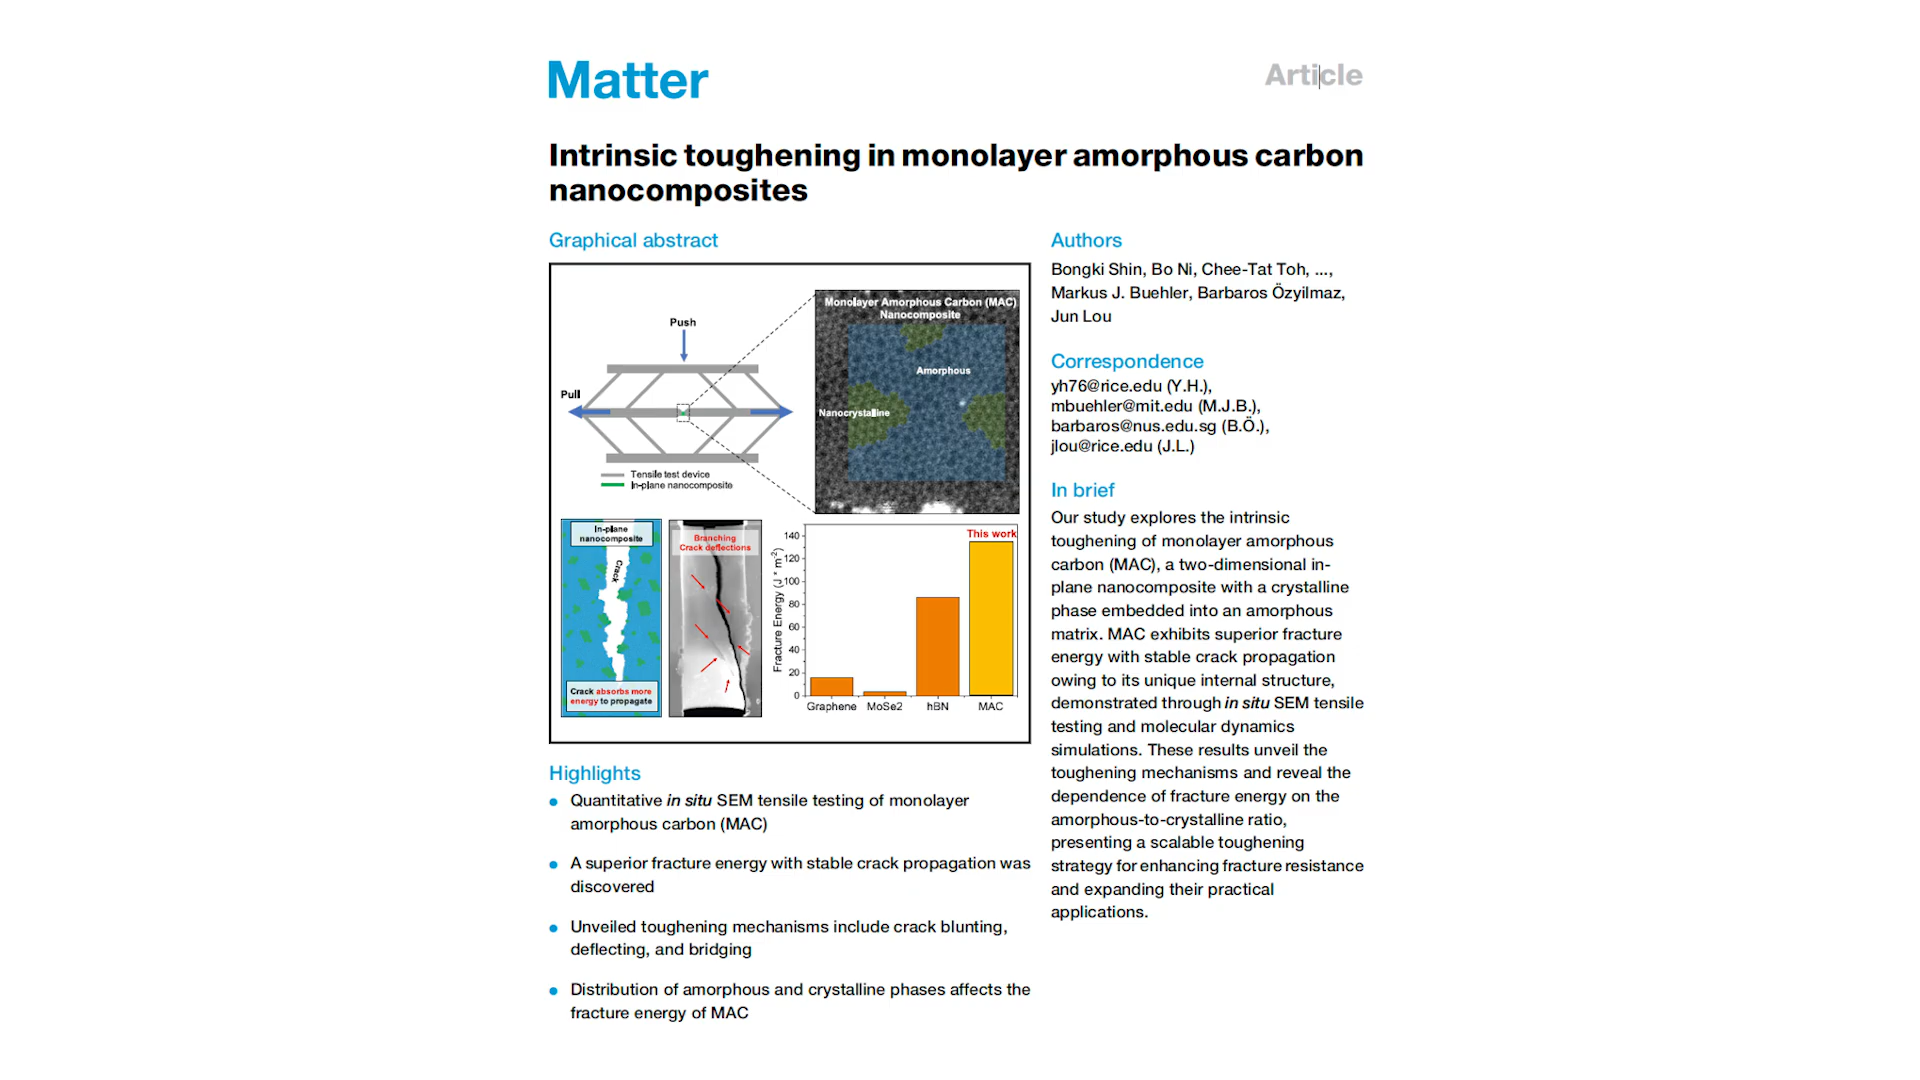 Matter
Article
Intrinsic toughening in monolayer amorphous carbon
nanocomposites
Graphical abstract
Push
Pull
Tensile test device
In-plane nanocomposite
Monolayer Amorphous Carbon (MAC)
Nanocomposite
Amorphous
Nanocrystalline
In-plane
nanocomposite
Crack
Crack absorbs more
energy to propagate
Branching
Crack deflections
Fracture Energy (J * m⁻²)
140
120
100
80
60
40
20
0
This work
Graphene MoSe2 hBN MAC
Highlights
● Quantitative in situ SEM tensile testing of monolayer
amorphous carbon (MAC)
● A superior fracture energy with stable crack propagation was
discovered
● Unveiled toughening mechanisms include crack blunting,
deflecting, and bridging
● Distribution of amorphous and crystalline phases affects the
fracture energy of MAC
Authors
Bongki Shin, Bo Ni, Chee-Tat Toh, ...,
Markus J. Buehler, Barbaros Özyilmaz,
Jun Lou
Correspondence
yh76@rice.edu (Y.H.),
mbuehler@mit.edu (M.J.B.),
barbaros@nus.edu.sg (B.Ö.),
jlou@rice.edu (J.L.)
In brief
Our study explores the intrinsic
toughening of monolayer amorphous
carbon (MAC), a two-dimensional in-
plane nanocomposite with a crystalline
phase embedded into an amorphous
matrix. MAC exhibits superior fracture
energy with stable crack propagation
owing to its unique internal structure,
demonstrated through in situ SEM tensile
testing and molecular dynamics
simulations. These results unveil the
toughening mechanisms and reveal the
dependence of fracture energy on the
amorphous-to-crystalline ratio,
presenting a scalable toughening
strategy for enhancing fracture resistance
and expanding their practical
applications.